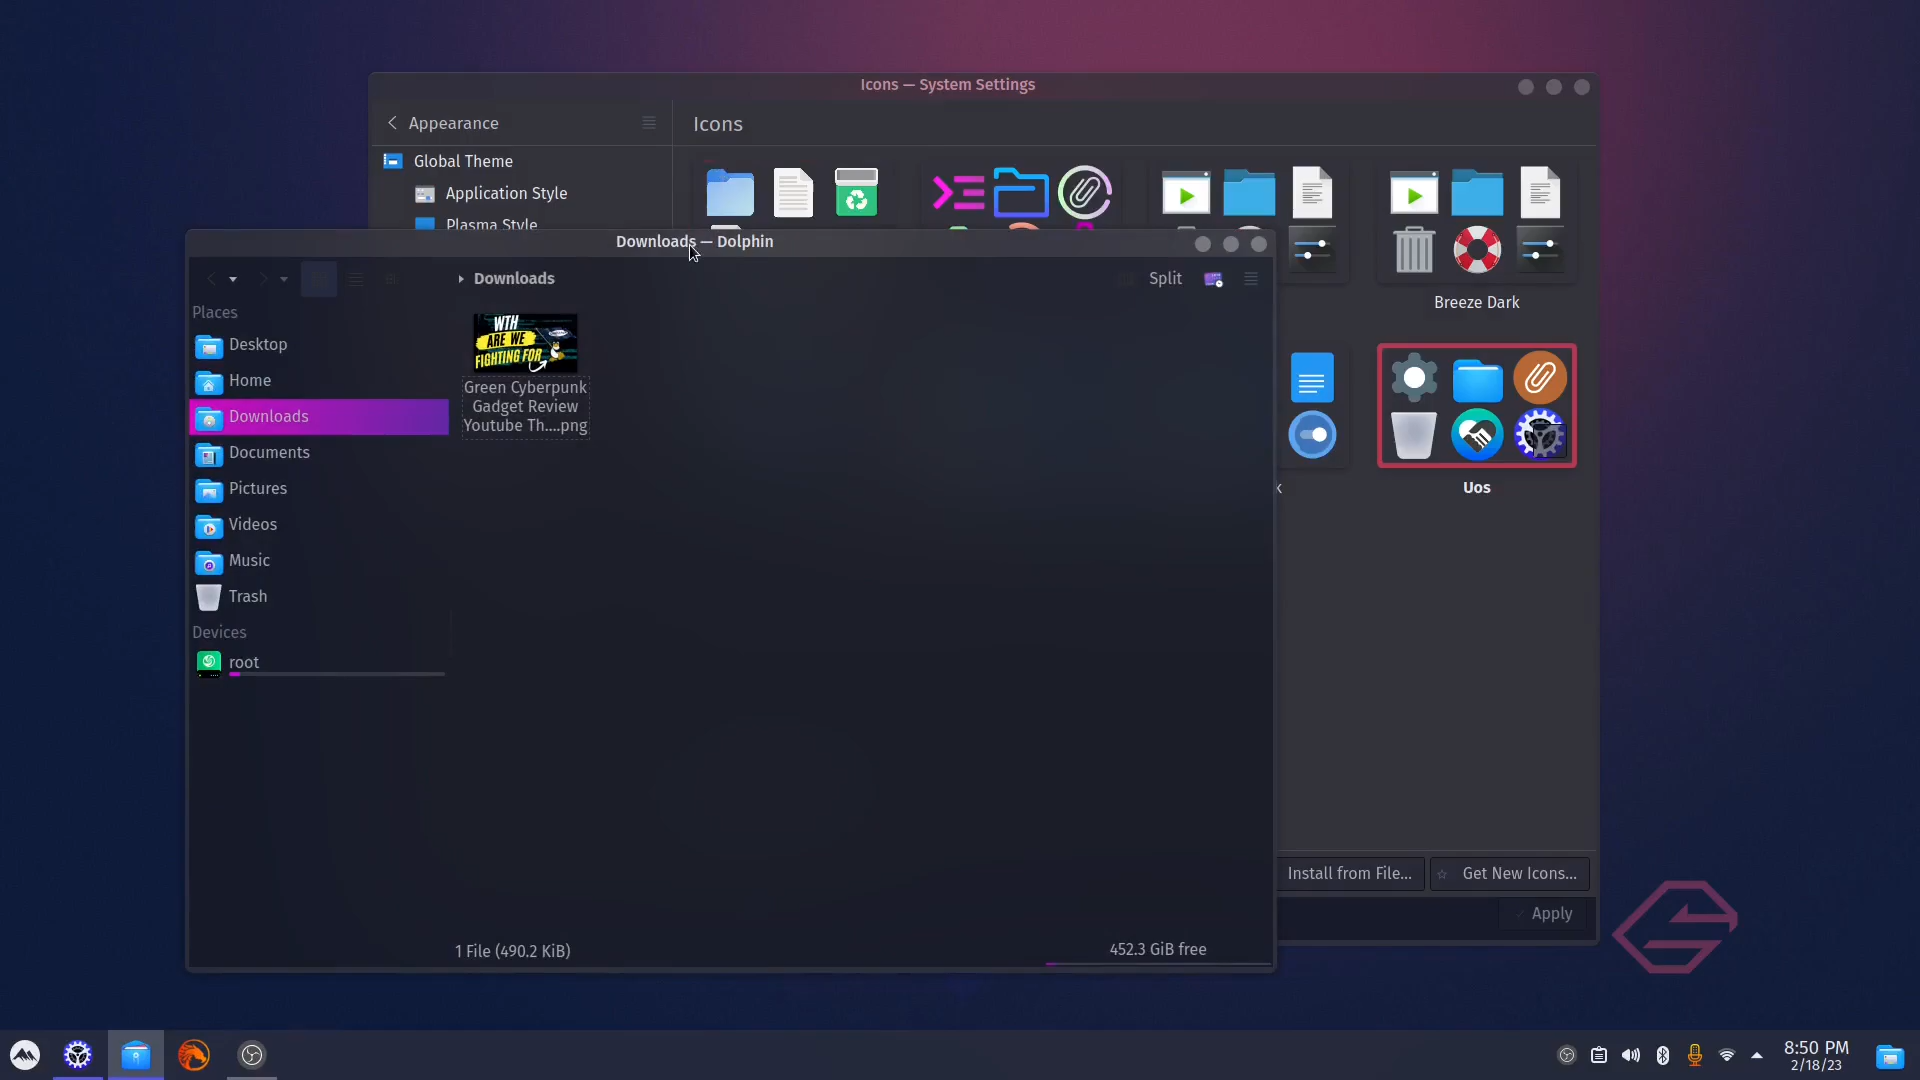 Icons — System Settings
Appearance
Icons
Global Theme
Application Style
Plasma Style
Breeze Dark
Uos
k
Install from File...
Get New Icons...
Apply
Downloads — Dolphin
Downloads
Split
Places
Desktop
Home
Downloads
Documents
Pictures
Videos
Music
Trash
Devices
root
WTH
ARE WE
FIGHTING FOR
Green Cyberpunk
Gadget Review
Youtube Th....png
1 File (490.2 KiB)
452.3 GiB free
8:50 PM
2/18/23